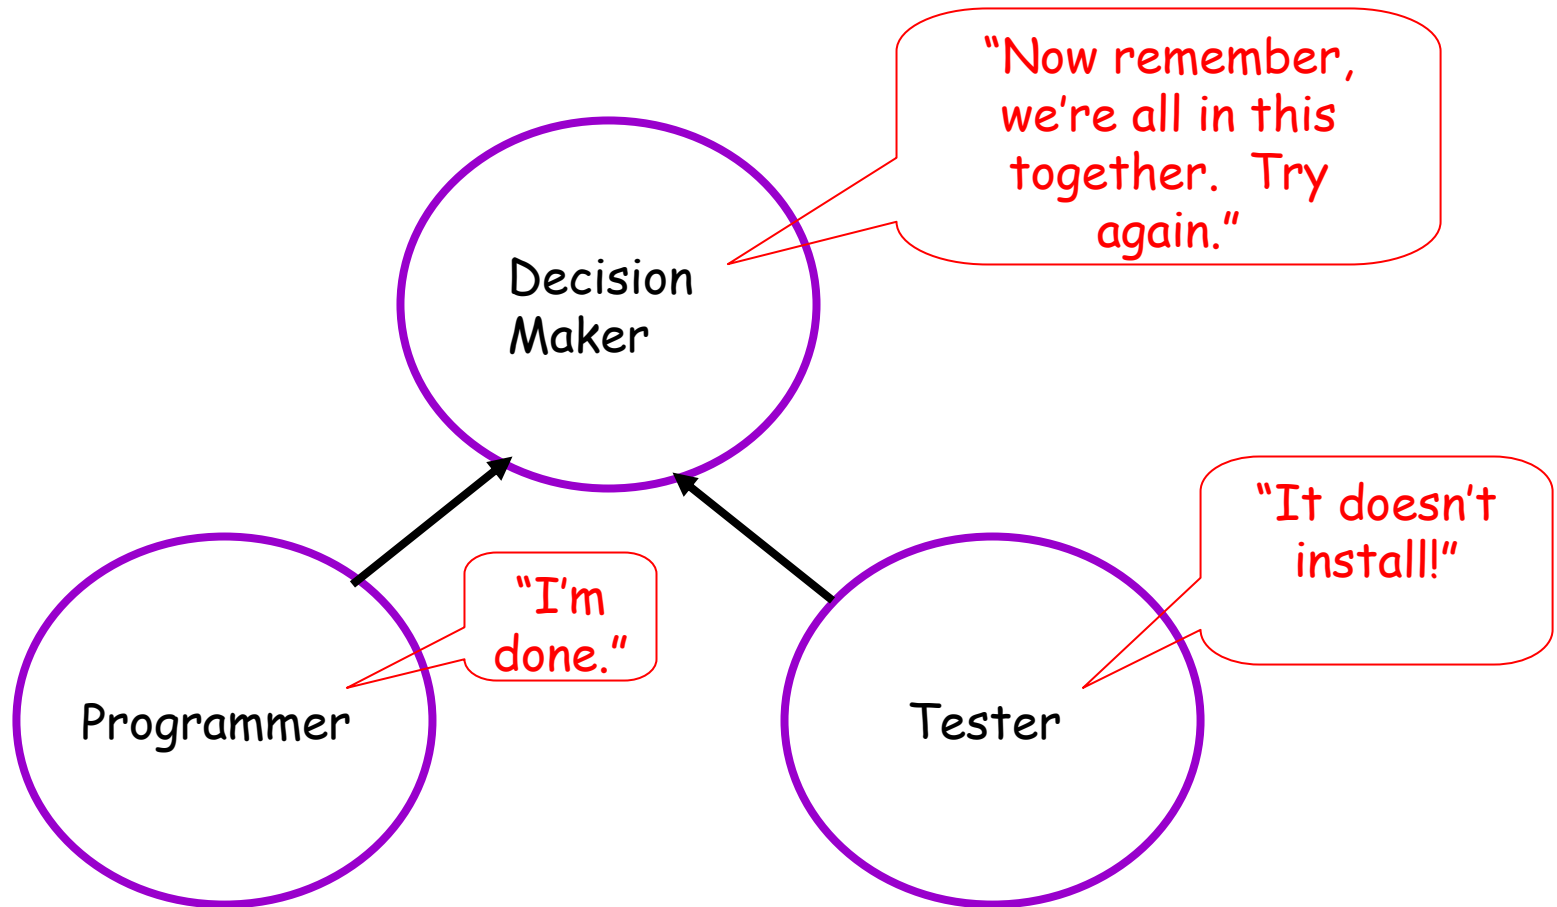 “Now remember,
we’re all in this
together.  Try
again.”
Decision
Maker
“It doesn’t
install!”
“I’m
done.”
Programmer
Tester